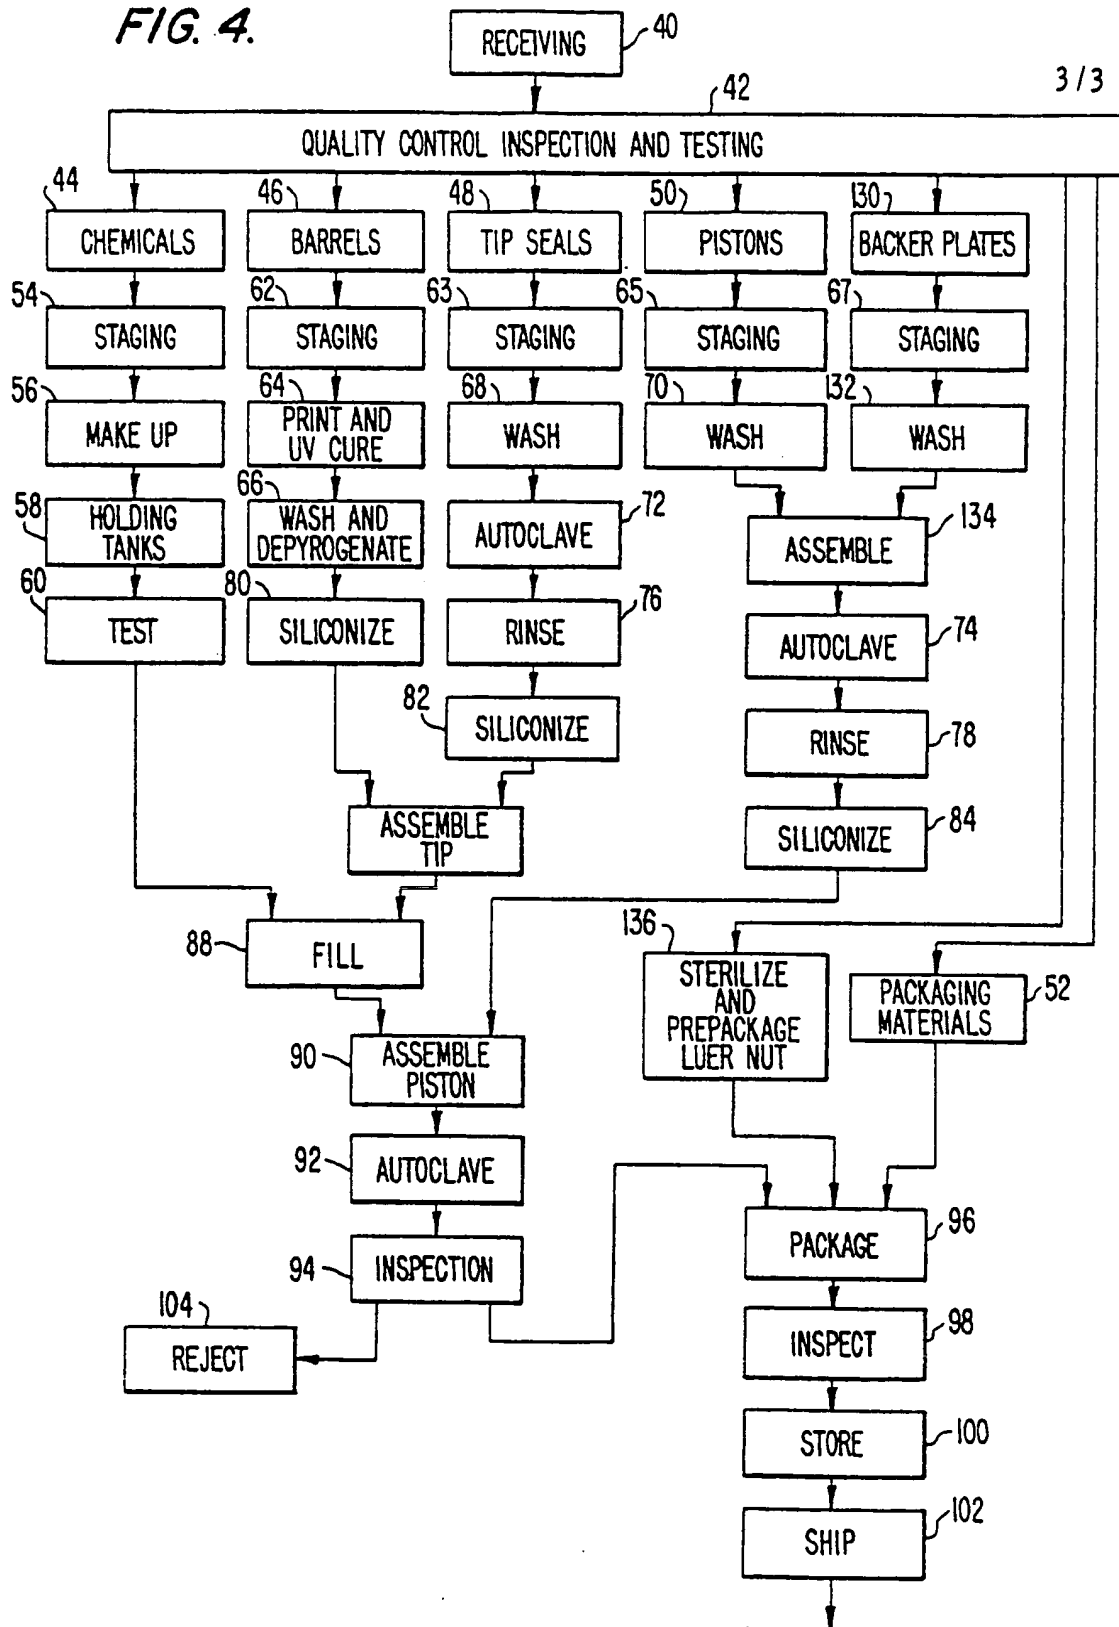 FIG. 4.
RECEIVING
40
3/3
42
QUALITY CONTROL INSPECTION AND TESTING
44
46
48
50
130
CHEMICALS
BARRELS
TIP SEALS
PISTONS
BACKER PLATES
54
62
63
65
67
STAGING
STAGING
STAGING
STAGING
STAGING
56
64
68
70
132
MAKE UP
PRINT AND
UV CURE
WASH
WASH
WASH
58
HOLDING
TANKS
66
WASH AND
DEPYROGENATE
AUTOCLAVE
72
ASSEMBLE
134
60
TEST
80
SILICONIZE
RINSE
76
AUTOCLAVE
74
82
SILICONIZE
RINSE
78
ASSEMBLE
TIP
SILICONIZE
84
88
FILL
136
STERILIZE
AND
PREPACKAGE
LUER NUT
PACKAGING
MATERIALS
52
90
ASSEMBLE
PISTON
92
AUTOCLAVE
94
INSPECTION
PACKAGE
96
104
REJECT
INSPECT
98
STORE
100
SHIP
102